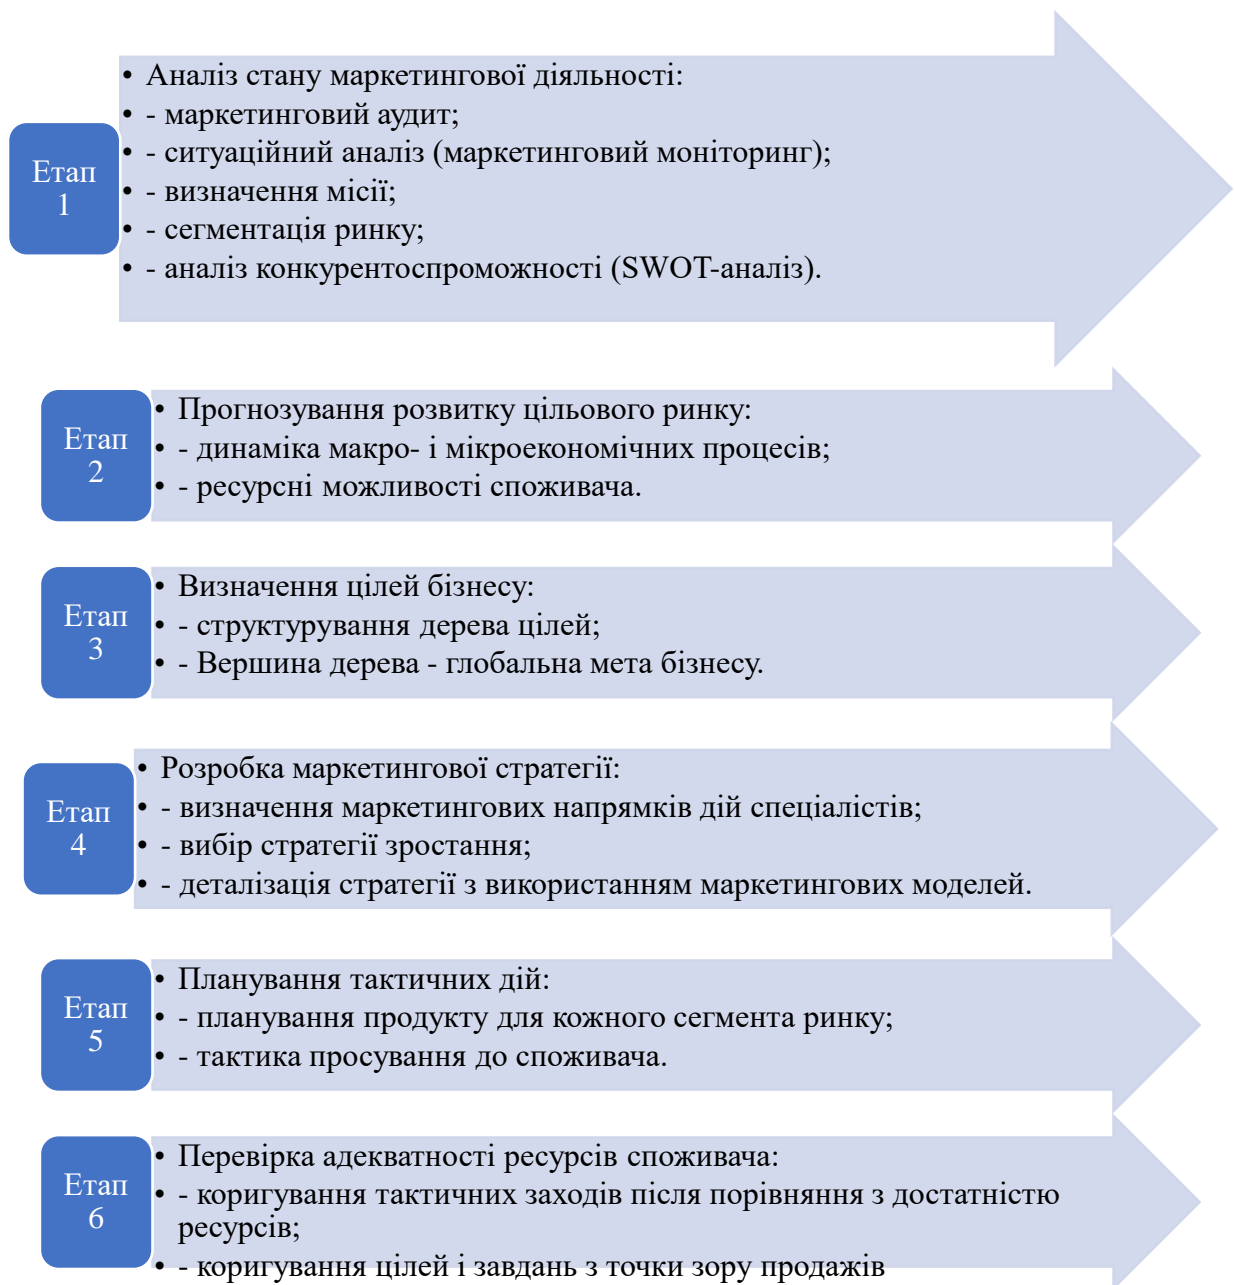 Етап
1
• Аналіз стану маркетингової діяльності:
• - маркетинговий аудит;
• - ситуаційний аналіз (маркетинговий моніторинг);
• - визначення місії;
• - сегментація ринку;
• - аналіз конкурентоспроможності (SWOT-аналіз).
Етап
2
• Прогнозування розвитку цільового ринку:
• - динаміка макро- і мікроекономічних процесів;
• - ресурсні можливості споживача.
Етап
3
• Визначення цілей бізнесу:
• - структурування дерева цілей;
• - Вершина дерева - глобальна мета бізнесу.
Етап
4
• Розробка маркетингової стратегії:
• - визначення маркетингових напрямків дій спеціалістів;
• - вибір стратегії зростання;
• - деталізація стратегії з використанням маркетингових моделей.
Етап
5
• Планування тактичних дій:
• - планування продукту для кожного сегмента ринку;
• - тактика просування до споживача.
Етап
6
• Перевірка адекватності ресурсів споживача:
• - коригування тактичних заходів після порівняння з достатністю
ресурсів;
• - коригування цілей і завдань з точки зору продажів